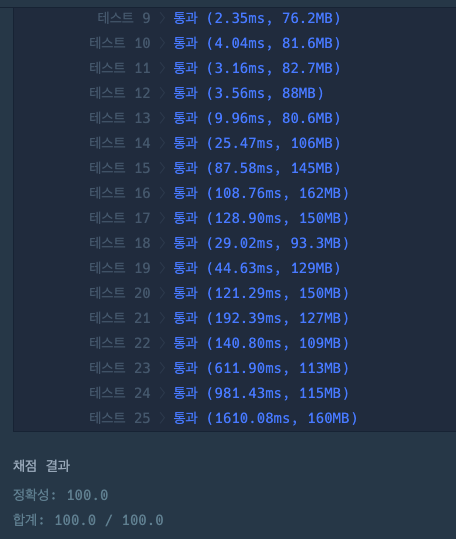 테스트 9 〉 통과 (2.35ms, 76.2MB)
테스트 10 〉 통과 (4.04ms, 81.6MB)
테스트 11 〉 통과 (3.16ms, 82.7MB)
테스트 12 〉 통과 (3.56ms, 88MB)
테스트 13 〉 통과 (9.96ms, 80.6MB)
테스트 14 〉 통과 (25.47ms, 106MB)
테스트 15 〉 통과 (87.58ms, 145MB)
테스트 16 〉 통과 (108.76ms, 162MB)
테스트 17 〉 통과 (128.90ms, 150MB)
테스트 18 〉 통과 (29.02ms, 93.3MB)
테스트 19 〉 통과 (44.63ms, 129MB)
테스트 20 〉 통과 (121.29ms, 150MB)
테스트 21 〉 통과 (192.39ms, 127MB)
테스트 22 〉 통과 (140.80ms, 109MB)
테스트 23 〉 통과 (611.90ms, 113MB)
테스트 24 〉 통과 (981.43ms, 115MB)
테스트 25 〉 통과 (1610.08ms, 160MB)
채점 결과
정확성: 100.0
합계: 100.0 / 100.0